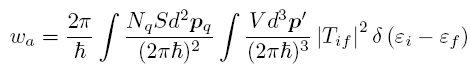 $w_a = \frac{2\pi}{\hbar} \int \frac{N_q S d^2 \boldsymbol{p}_q}{(2\pi\hbar)^2} \int \frac{V d^3 \boldsymbol{p}'}{(2\pi\hbar)^3} \left| T_{if} \right|^2 \delta \left( \varepsilon_i - \varepsilon_f \right)$